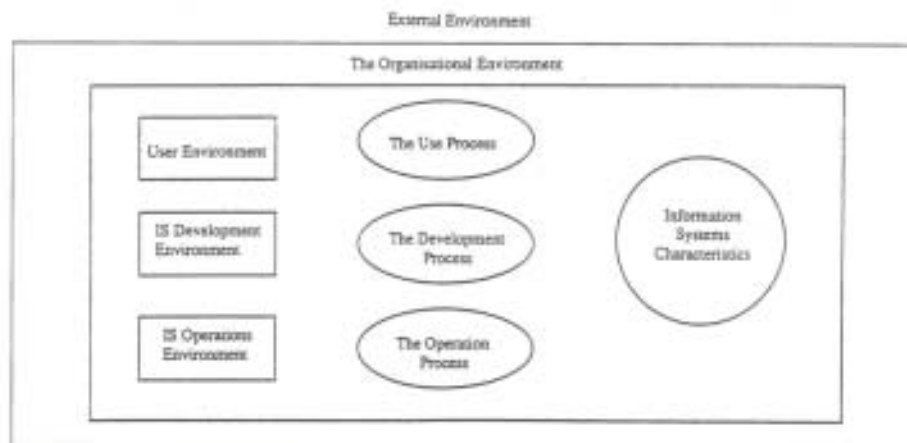 External Environment
The Organisational Environment
User Environment
The Use Process
Information
Systems
Characteristics
IS Development
Environment
The Development
Process
IS Operations
Environment
The Operation
Process